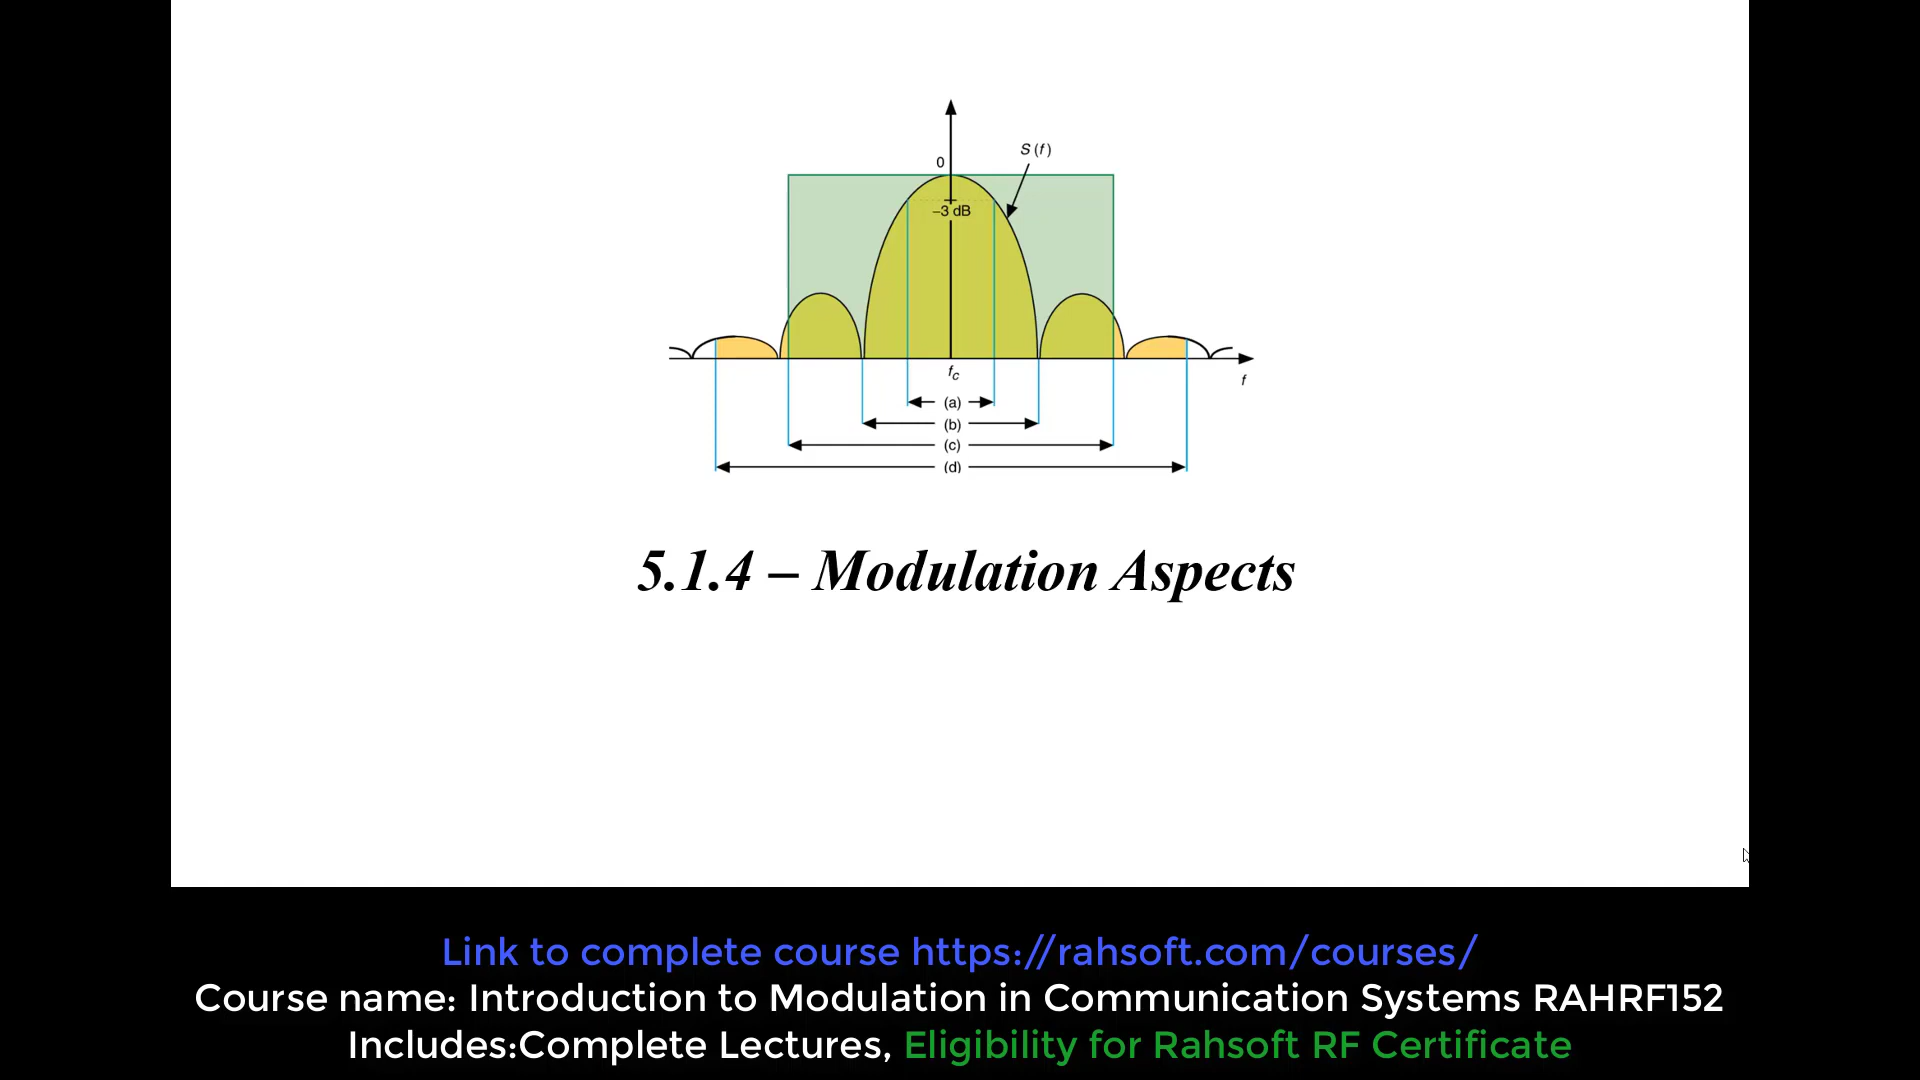 S (f)
0
–3 dB
fc
f
(a)
(b)
(c)
(d)
5.1.4 – Modulation Aspects
Link to complete course https://rahsoft.com/courses/
Course name: Introduction to Modulation in Communication Systems RAHRF152
Includes:Complete Lectures, Eligibility for Rahsoft RF Certificate